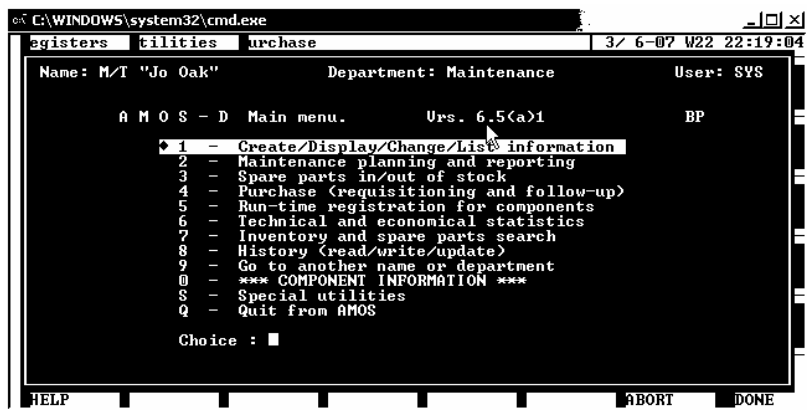 C:\WINDOWS\system32\cmd.exe
egisters tilities urchase 3/ 6-07 W22 22:19:04
Name: M/T "Jo Oak" Department: Maintenance User: SYS
A M O S - D Main menu. Vrs. 6.5(a)1 BP
1 - Create/Display/Change/List information
2 - Maintenance planning and reporting
3 - Spare parts in/out of stock
4 - Purchase (requisitioning and follow-up)
5 - Run-time registration for components
6 - Technical and economical statistics
7 - Inventory and spare parts search
8 - History (read/write/update)
9 - Go to another name or department
0 - *** COMPONENT INFORMATION ***
S - Special utilities
Q - Quit from AMOS
Choice :
HELP ABORT DONE